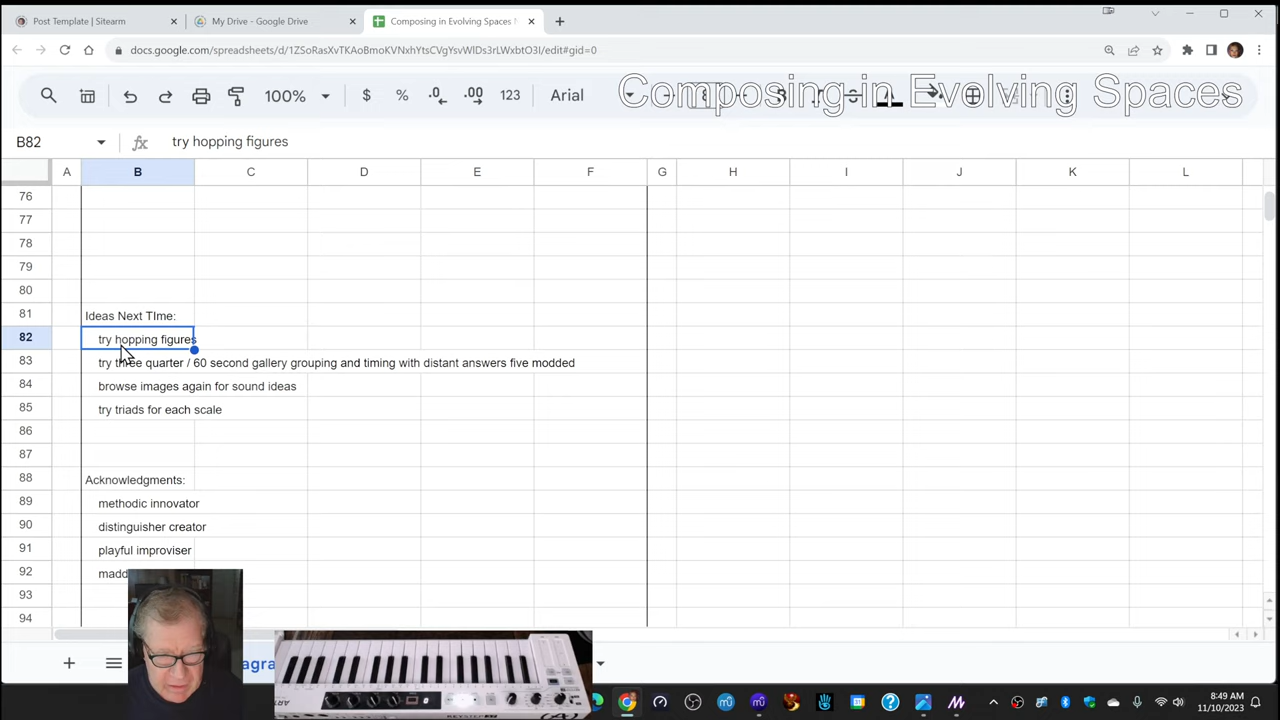 Post Template | Sitearm
My Drive - Google Drive
Composing in Evolving Spaces
docs.google.com/spreadsheets/d/1ZSoRasXvTKAoBmoKVNxhYtsCVgYsvWlDs3rLWxbtO3I/edit#gid=0
100% $ % .0 .00 123 Arial
Composing in Evolving Spaces
B82 try hopping figures
A B C D E F G H I J K L
76
77
78
79
80
81 Ideas Next TIme:
82 try hopping figures
83 try three quarter / 60 second gallery grouping and timing with distant answers five modded
84 browse images again for sound ideas
85 try triads for each scale
86
87
88 Acknowledgments:
89 methodic innovator
90 distinguisher creator
91 playful improviser
92
93
94
8:49 AM
11/10/2023